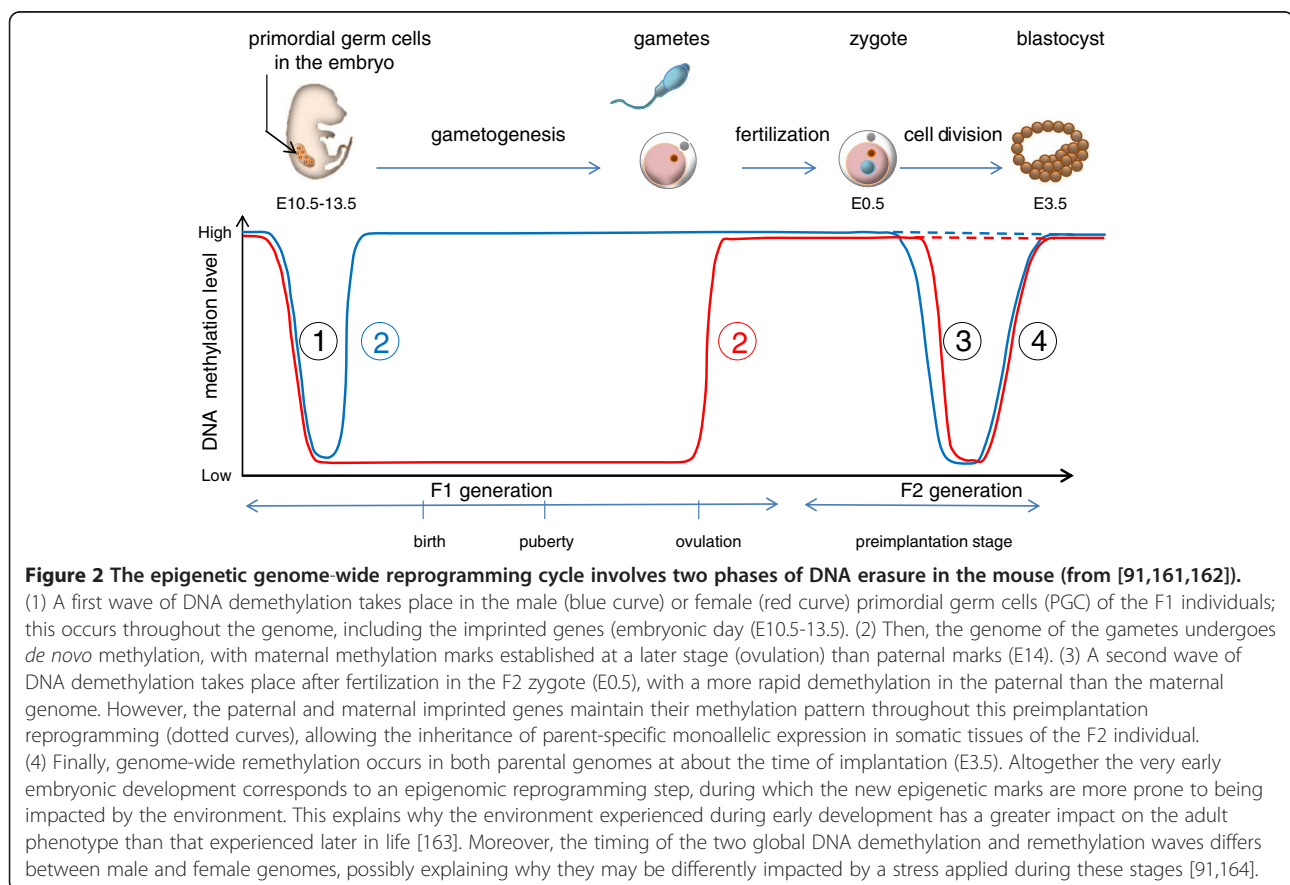 primordial germ cells
in the embryo
gametes
zygote
blastocyst
gametogenesis
fertilization
cell division
E10.5-13.5
E0.5
E3.5
High
DNA methylation level
1
2
2
3
4
Low
F1 generation
F2 generation
birth
puberty
ovulation
preimplantation stage
Figure 2 The epigenetic genome-wide reprogramming cycle involves two phases of DNA erasure in the mouse (from [91,161,162]).
(1) A first wave of DNA demethylation takes place in the male (blue curve) or female (red curve) primordial germ cells (PGC) of the F1 individuals;
this occurs throughout the genome, including the imprinted genes (embryonic day (E10.5-13.5). (2) Then, the genome of the gametes undergoes
de novo methylation, with maternal methylation marks established at a later stage (ovulation) than paternal marks (E14). (3) A second wave of
DNA demethylation takes place after fertilization in the F2 zygote (E0.5), with a more rapid demethylation in the paternal than the maternal
genome. However, the paternal and maternal imprinted genes maintain their methylation pattern throughout this preimplantation
reprogramming (dotted curves), allowing the inheritance of parent-specific monoallelic expression in somatic tissues of the F2 individual.
(4) Finally, genome-wide remethylation occurs in both parental genomes at about the time of implantation (E3.5). Altogether the very early
embryonic development corresponds to an epigenomic reprogramming step, during which the new epigenetic marks are more prone to being
impacted by the environment. This explains why the environment experienced during early development has a greater impact on the adult
phenotype than that experienced later in life [163]. Moreover, the timing of the two global DNA demethylation and remethylation waves differs
between male and female genomes, possibly explaining why they may be differently impacted by a stress applied during these stages [91,164].